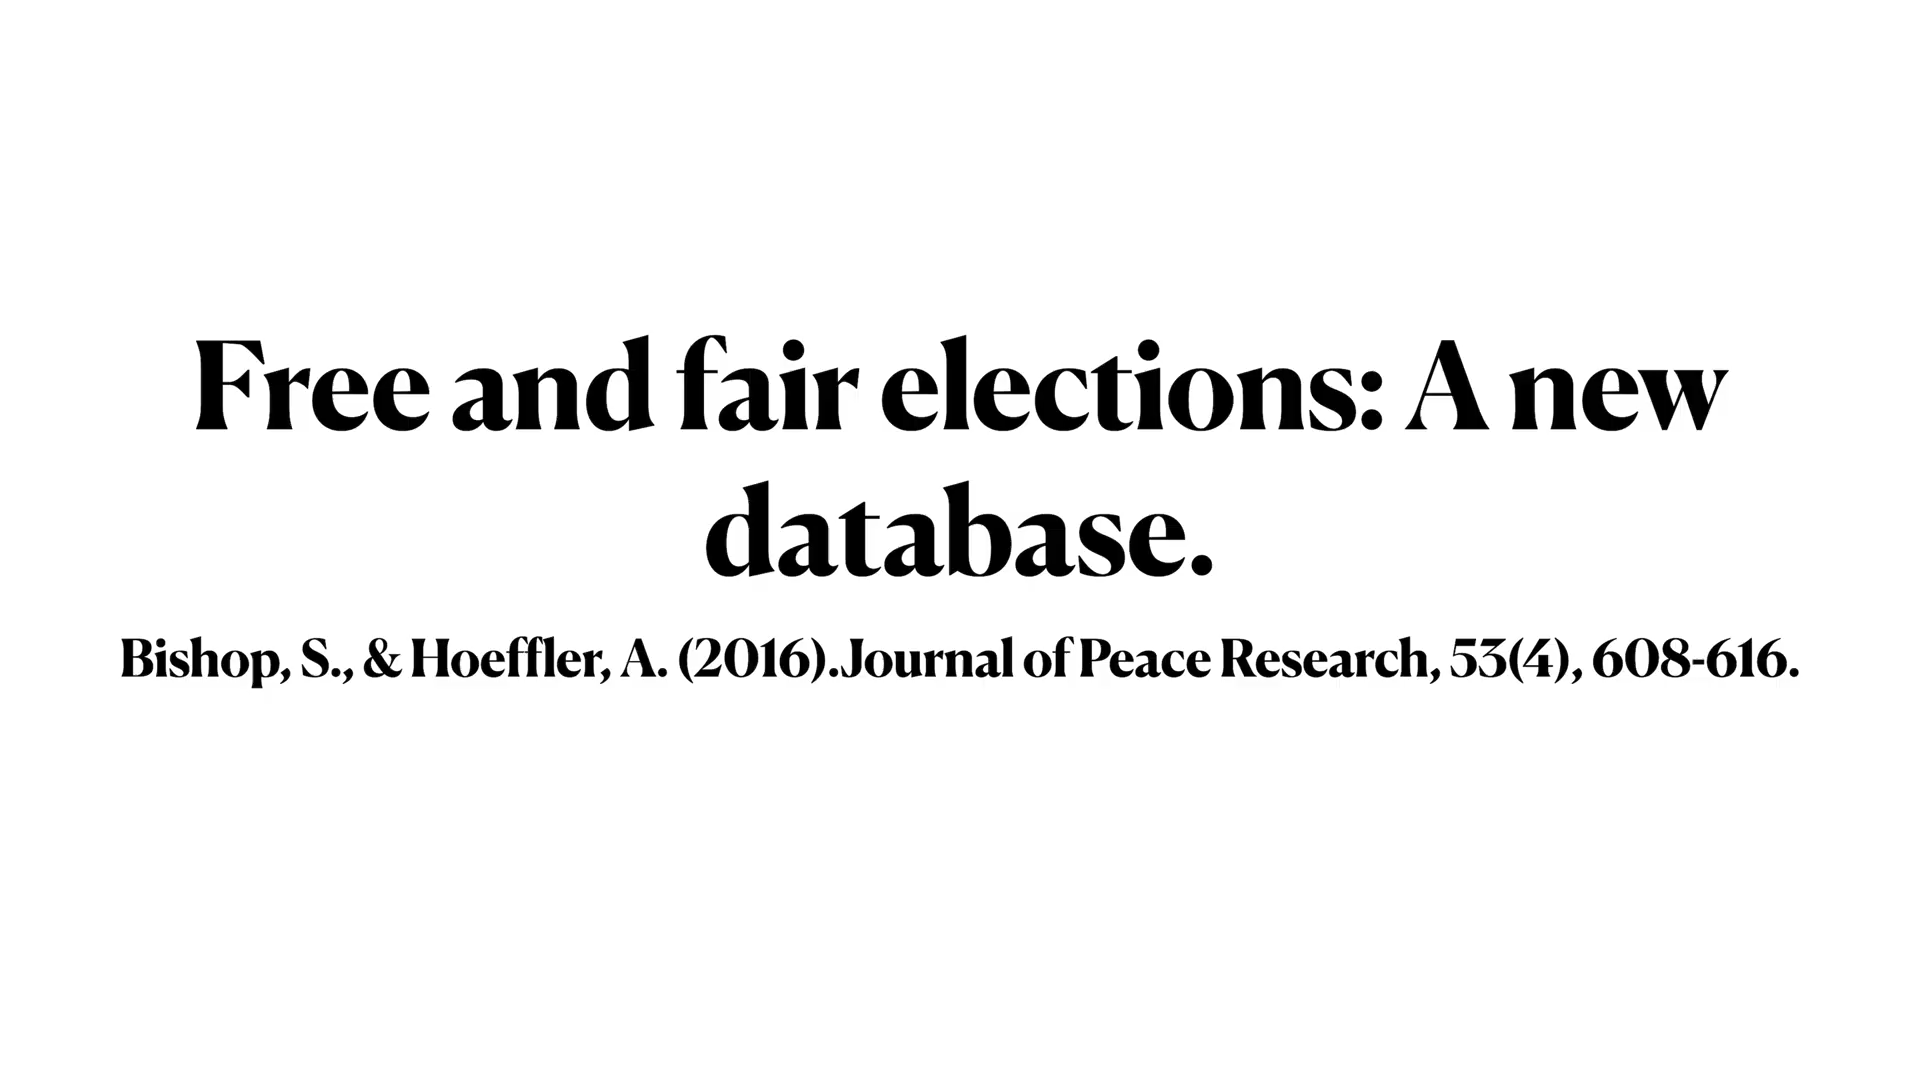 Free and fair elections: A new
database.
Bishop, S., & Hoeffler, A. (2016).Journal of Peace Research, 53(4), 608-616.